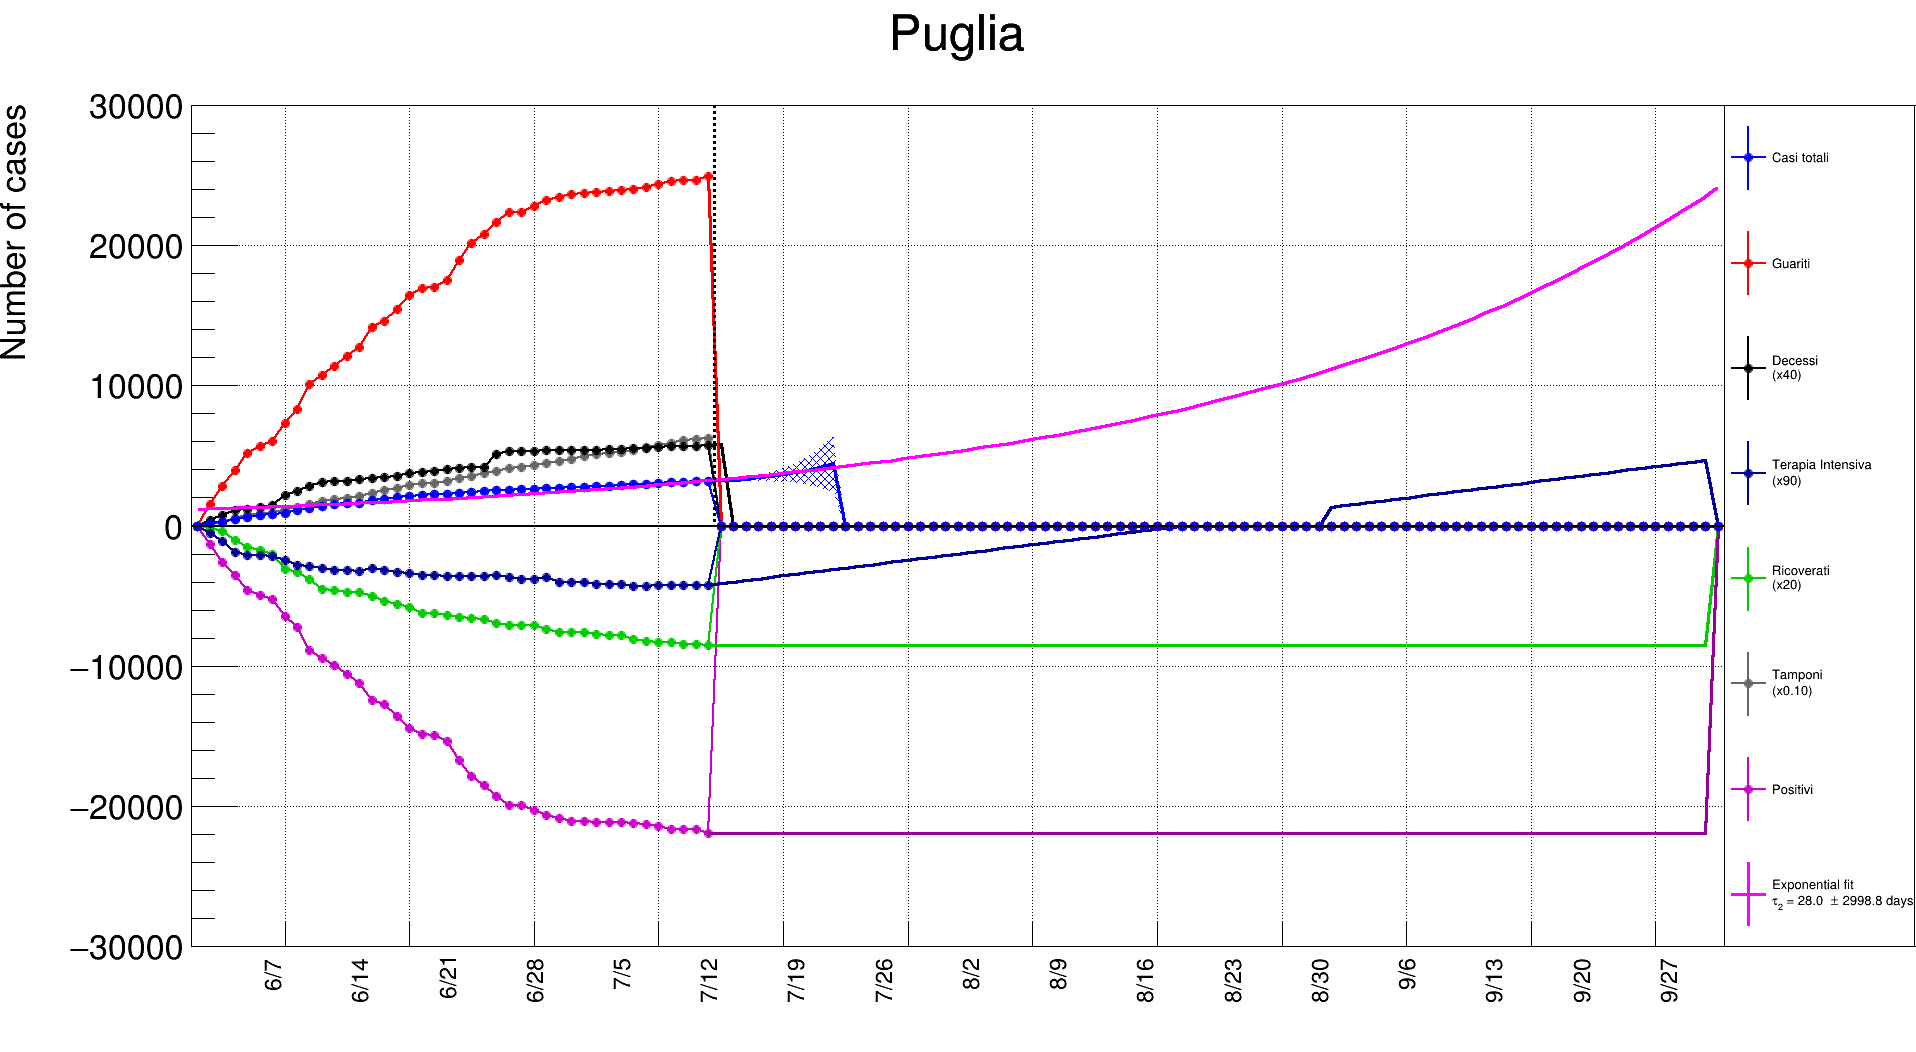 Puglia
Number of cases
30000
20000
10000
0
−10000
−20000
−30000
6/7
6/14
6/21
6/28
7/5
7/12
7/19
7/26
8/2
8/9
8/16
8/23
8/30
9/6
9/13
9/20
9/27
Casi totali
Guariti
Decessi
(x40)
Terapia Intensiva
(x90)
Ricoverati
(x20)
Tamponi
(x0.10)
Positivi
Exponential fit
τ2 = 28.0 ± 2998.8 days